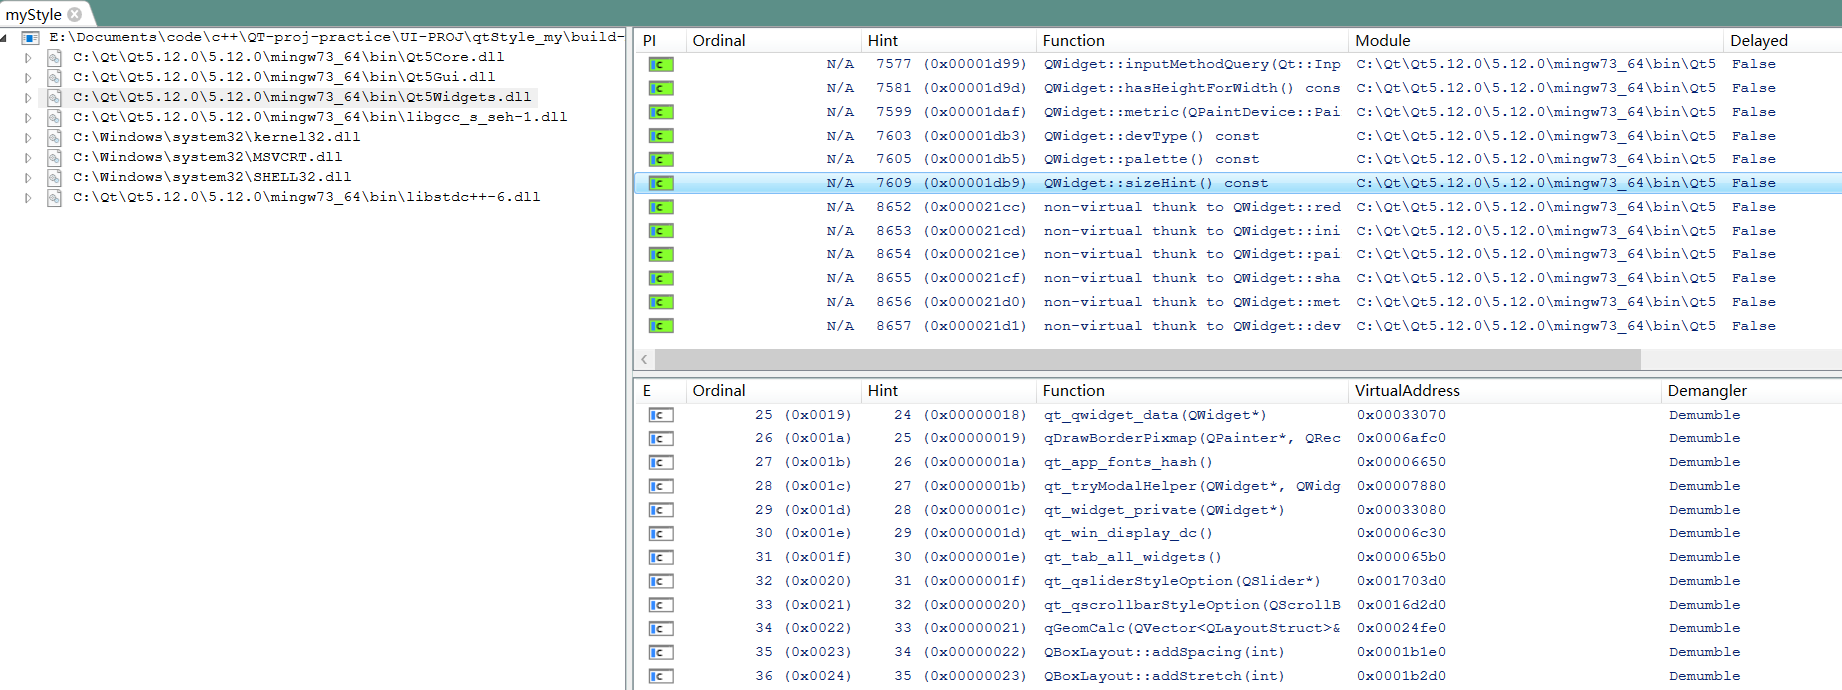 myStyle
E:\Documents\code\c++\QT-proj-practice\UI-PROJ\qtStyle_my\build-
C:\Qt\Qt5.12.0\5.12.0\mingw73_64\bin\Qt5Core.dll
C:\Qt\Qt5.12.0\5.12.0\mingw73_64\bin\Qt5Gui.dll
C:\Qt\Qt5.12.0\5.12.0\mingw73_64\bin\Qt5Widgets.dll
C:\Qt\Qt5.12.0\5.12.0\mingw73_64\bin\libgcc_s_seh-1.dll
C:\Windows\system32\kernel32.dll
C:\Windows\system32\MSVCRT.dll
C:\Windows\system32\SHELL32.dll
C:\Qt\Qt5.12.0\5.12.0\mingw73_64\bin\libstdc++-6.dll
PI Ordinal Hint Function Module Delayed
C N/A 7577 (0x00001d99) QWidget::inputMethodQuery(Qt::Inp C:\Qt\Qt5.12.0\5.12.0\mingw73_64\bin\Qt5 False
C N/A 7581 (0x00001d9d) QWidget::hasHeightForWidth() cons C:\Qt\Qt5.12.0\5.12.0\mingw73_64\bin\Qt5 False
C N/A 7599 (0x00001daf) QWidget::metric(QPaintDevice::Pai C:\Qt\Qt5.12.0\5.12.0\mingw73_64\bin\Qt5 False
C N/A 7603 (0x00001db3) QWidget::devType() const C:\Qt\Qt5.12.0\5.12.0\mingw73_64\bin\Qt5 False
C N/A 7605 (0x00001db5) QWidget::palette() const C:\Qt\Qt5.12.0\5.12.0\mingw73_64\bin\Qt5 False
C N/A 7609 (0x00001db9) QWidget::sizeHint() const C:\Qt\Qt5.12.0\5.12.0\mingw73_64\bin\Qt5 False
C N/A 8652 (0x000021cc) non-virtual thunk to QWidget::red C:\Qt\Qt5.12.0\5.12.0\mingw73_64\bin\Qt5 False
C N/A 8653 (0x000021cd) non-virtual thunk to QWidget::ini C:\Qt\Qt5.12.0\5.12.0\mingw73_64\bin\Qt5 False
C N/A 8654 (0x000021ce) non-virtual thunk to QWidget::pai C:\Qt\Qt5.12.0\5.12.0\mingw73_64\bin\Qt5 False
C N/A 8655 (0x000021cf) non-virtual thunk to QWidget::sha C:\Qt\Qt5.12.0\5.12.0\mingw73_64\bin\Qt5 False
C N/A 8656 (0x000021d0) non-virtual thunk to QWidget::met C:\Qt\Qt5.12.0\5.12.0\mingw73_64\bin\Qt5 False
C N/A 8657 (0x000021d1) non-virtual thunk to QWidget::dev C:\Qt\Qt5.12.0\5.12.0\mingw73_64\bin\Qt5 False
E Ordinal Hint Function VirtualAddress Demangler
C 25 (0x0019) 24 (0x00000018) qt_qwidget_data(QWidget*) 0x00033070 Demumble
C 26 (0x001a) 25 (0x00000019) qDrawBorderPixmap(QPainter*, QRec 0x0006afc0 Demumble
C 27 (0x001b) 26 (0x0000001a) qt_app_fonts_hash() 0x00006650 Demumble
C 28 (0x001c) 27 (0x0000001b) qt_tryModalHelper(QWidget*, QWidg 0x00007880 Demumble
C 29 (0x001d) 28 (0x0000001c) qt_widget_private(QWidget*) 0x00033080 Demumble
C 30 (0x001e) 29 (0x0000001d) qt_win_display_dc() 0x00006c30 Demumble
C 31 (0x001f) 30 (0x0000001e) qt_tab_all_widgets() 0x000065b0 Demumble
C 32 (0x0020) 31 (0x0000001f) qt_qsliderStyleOption(QSlider*) 0x001703d0 Demumble
C 33 (0x0021) 32 (0x00000020) qt_qscrollbarStyleOption(QScrollB 0x0016d2d0 Demumble
C 34 (0x0022) 33 (0x00000021) qGeomCalc(QVector<QLayoutStruct>& 0x00024fe0 Demumble
C 35 (0x0023) 34 (0x00000022) QBoxLayout::addSpacing(int) 0x0001b1e0 Demumble
C 36 (0x0024) 35 (0x00000023) QBoxLayout::addStretch(int) 0x0001b2d0 Demumble